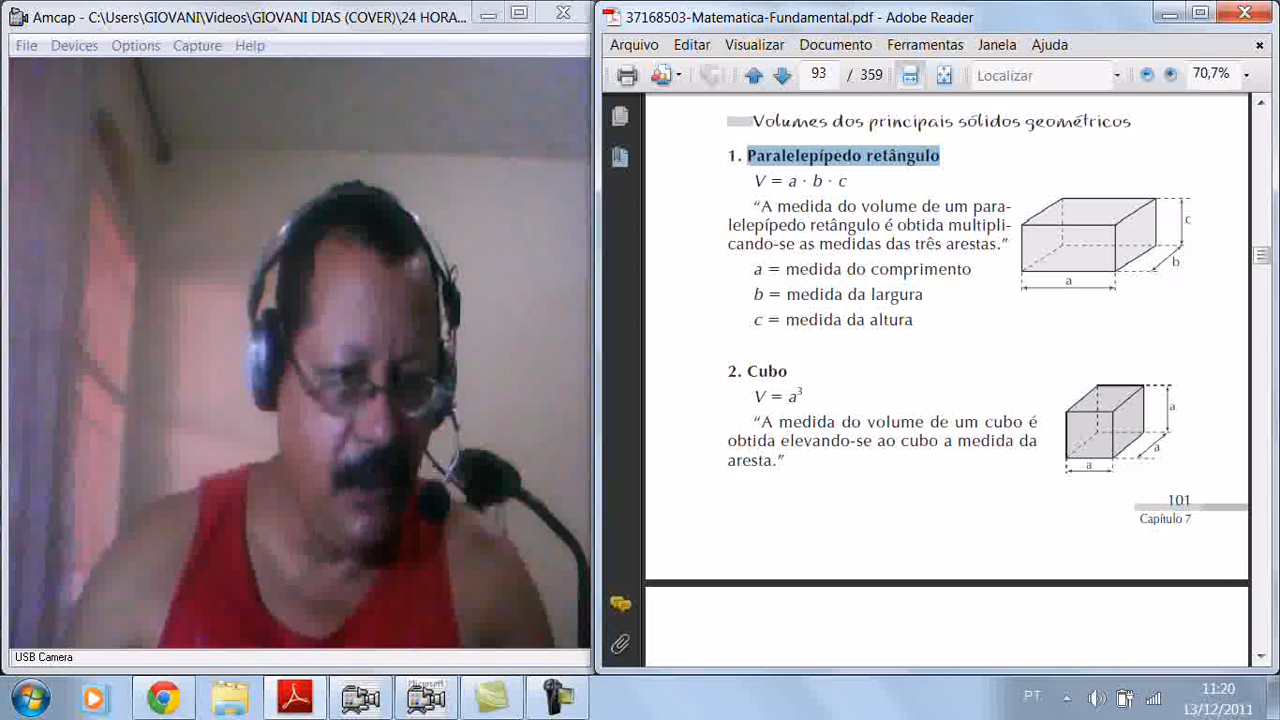 Amcap - C:\Users\GIOVANI\Videos\GIOVANI DIAS (COVER)\24 HORA...
File Devices Options Capture Help
USB Camera
37168503-Matematica-Fundamental.pdf - Adobe Reader
Arquivo Editar Visualizar Documento Ferramentas Janela Ajuda
93 / 359 Localizar 70,7%
Volumes dos principais sólidos geométricos
1. Paralelepípedo retângulo
V = a · b · c
“A medida do volume de um para-
lelepípedo retângulo é obtida multipli-
cando-se as medidas das três arestas.”
a = medida do comprimento
b = medida da largura
c = medida da altura
c
b
a
2. Cubo
V = a³
“A medida do volume de um cubo é
obtida elevando-se ao cubo a medida da
aresta.”
a
a
a
101
Capítulo 7
Microsoft
PT
11:20
13/12/2011